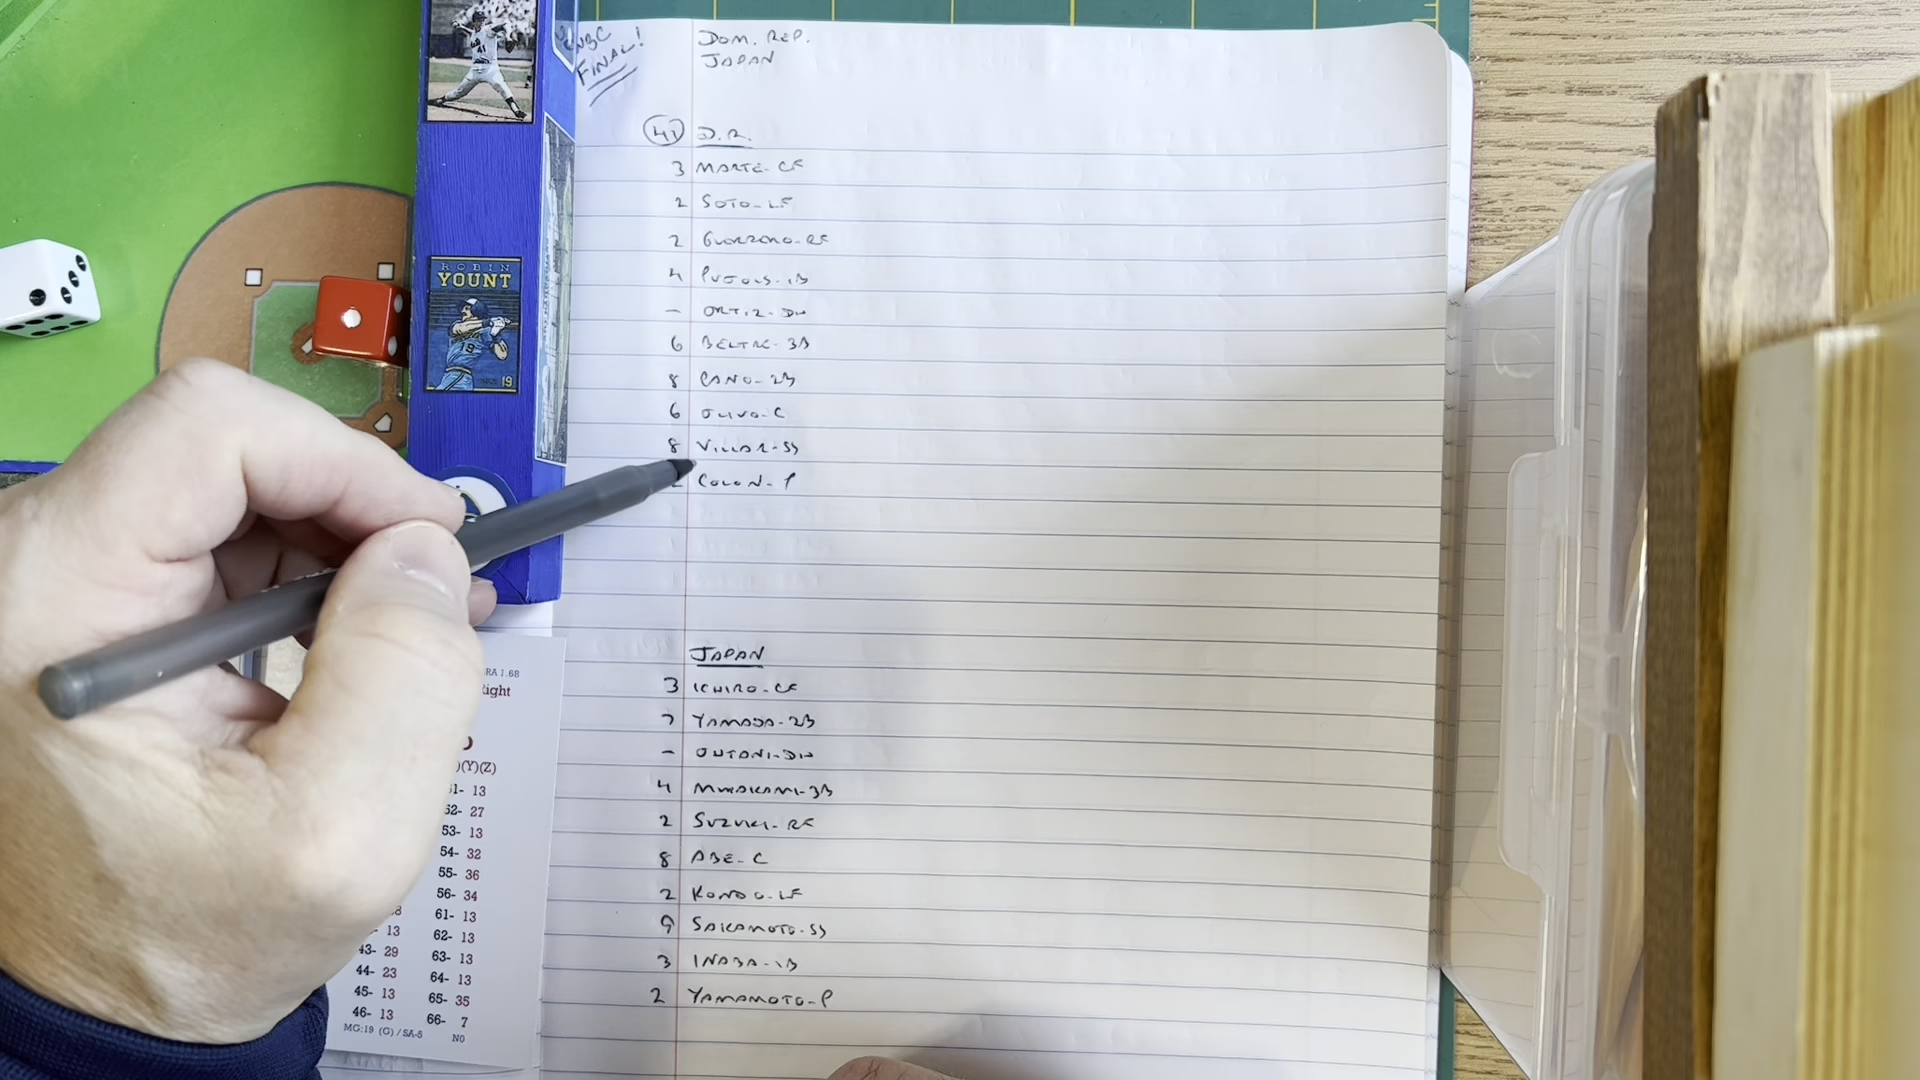 WBC
FINAL!
DOM. REP.
JAPAN
41 D.R.
3 MARTE-CF
2 SOTO-LF
2 GUERRERO-RF
4 PUJOLS-1B
- ORTIZ-DH
6 BELTRE-3B
8 CANO-2B
6 OLIVO-C
8 VILLAR-SS
COLON-P
JAPAN
3 ICHIRO-CF
7 YAMADA-2B
- OHTANI-DH
4 MURAKAMI-3B
2 SUZUKI-RF
8 ABE-C
2 KONDO-LF
9 SAKAMOTO-SS
3 INABA-1B
2 YAMAMOTO-P
ROBIN
YOUNT
19
19
41
RA 1.68
Right
)(Y)(Z)
51- 13
52- 27
53- 13
54- 32
55- 36
56- 34
61- 13
13 62- 13
43- 29 63- 13
44- 23 64- 13
45- 13 65- 35
46- 13 66- 7
MG:19 (G) / SA-5 N0